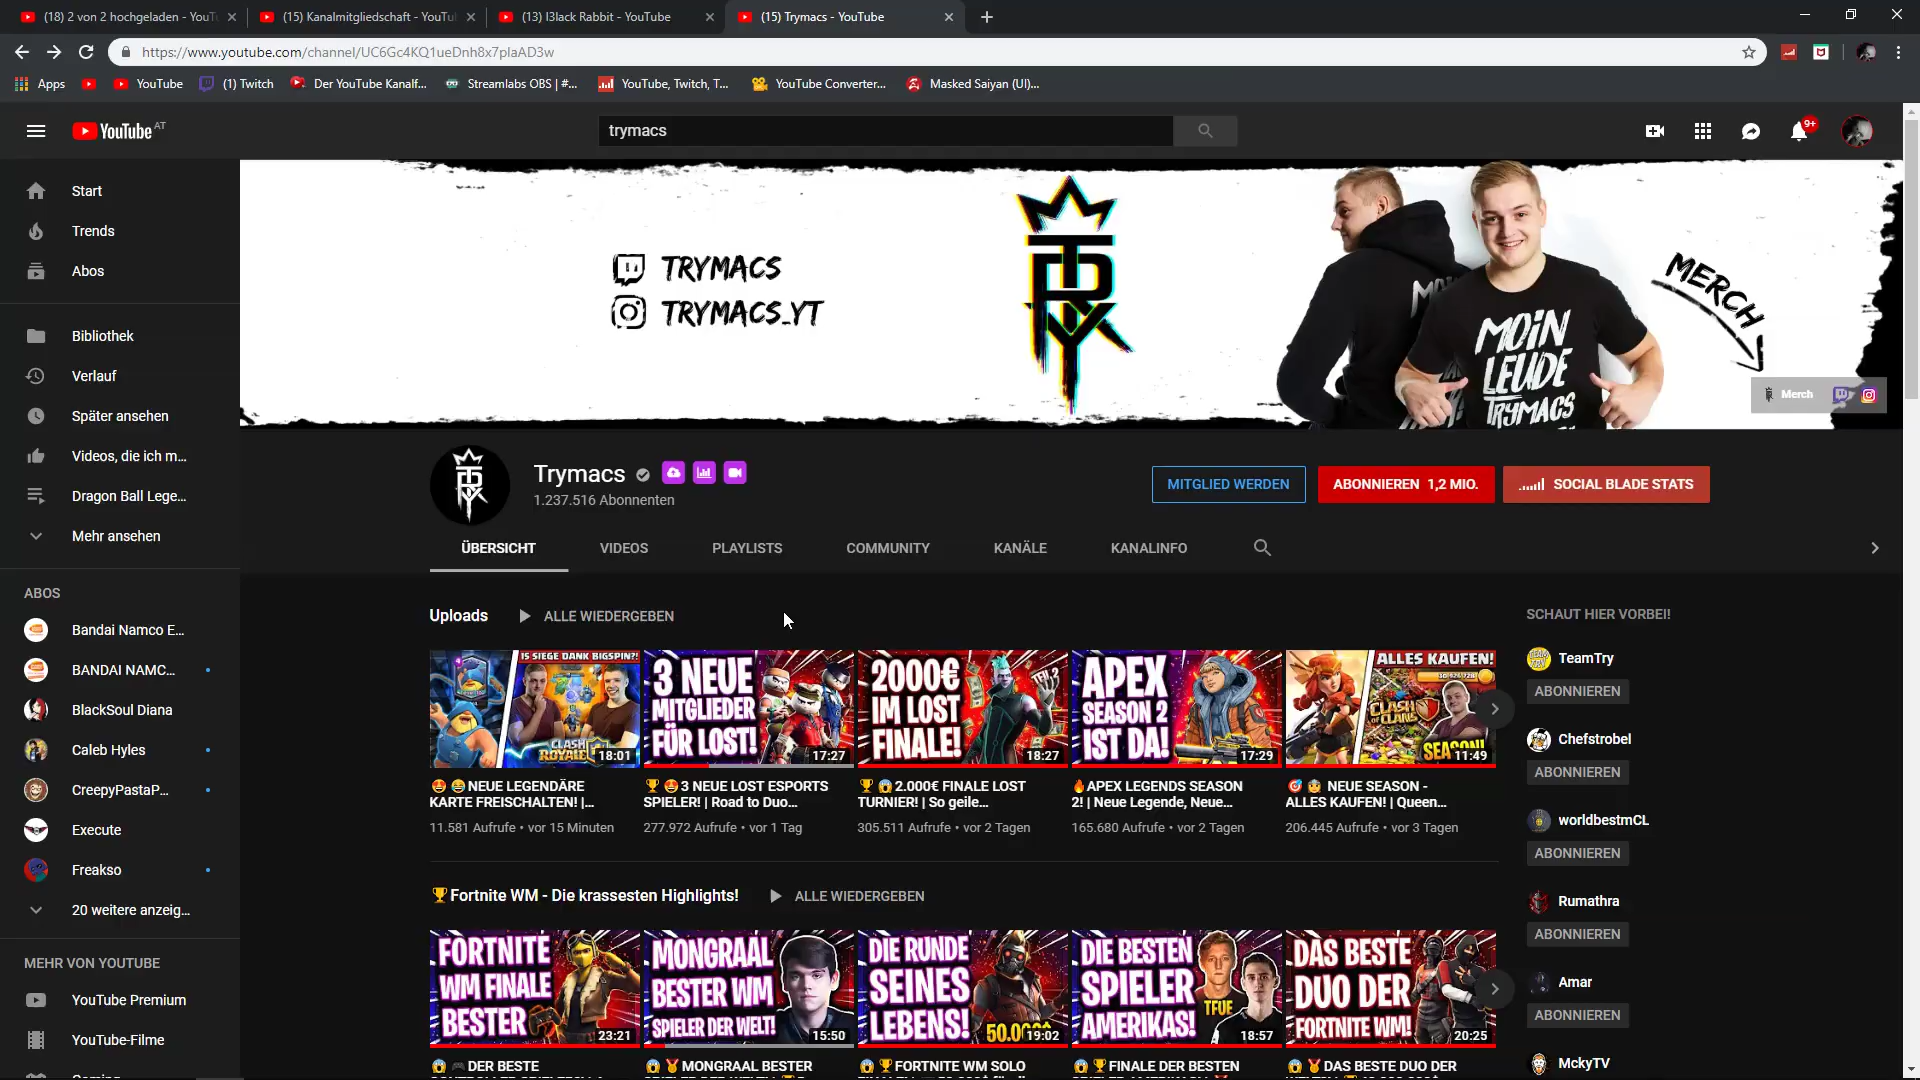 (18) 2 von 2 hochgeladen - YouT
(15) Kanalmitgliedschaft - YouTu
(13) I3lack Rabbit - YouTube
(15) Trymacs - YouTube
https://www.youtube.com/channel/UC6Gc4KQ1ueDnh8x7plaAD3w
Apps
YouTube
(1) Twitch
Der YouTube Kanalf...
Streamlabs OBS | #...
YouTube, Twitch, T...
YouTube Converter...
Masked Saiyan (UI)...
YouTube AT
trymacs
9+
Start
Trends
Abos
Bibliothek
Verlauf
Später ansehen
Videos, die ich m...
Dragon Ball Lege...
Mehr ansehen
ABOS
Bandai Namco E...
BANDAI NAMC...
BlackSoul Diana
Caleb Hyles
CreepyPastaP...
Execute
Freakso
20 weitere anzeig...
MEHR VON YOUTUBE
YouTube Premium
YouTube-Filme
TRYMACS
TRYMACS_YT
TRY
MERCH
MOiN
LEUDE
TRYMACS
Merch
Trymacs
1.237.516 Abonnenten
MITGLIED WERDEN
ABONNIEREN 1,2 MIO.
SOCIAL BLADE STATS
ÜBERSICHT
VIDEOS
PLAYLISTS
COMMUNITY
KANÄLE
KANALINFO
Uploads
ALLE WIEDERGEBEN
15 SIEGE DANK BIGSPIN?!
CLASH
ROYALE
18:01
3 NEUE
MITGLIEDER
FÜR LOST!
17:27
2000€
IM LOST
FINALE!
TEIL 3
18:27
APEX
SEASON 2
IST DA!
17:29
ALLES KAUFEN!
CLASH
OF CLANS
SEASON!
11:49
NEUE LEGENDÄRE
KARTE FREISCHALTEN! |...
11.581 Aufrufe • vor 15 Minuten
3 NEUE LOST ESPORTS
SPIELER! | Road to Duo...
277.972 Aufrufe • vor 1 Tag
2.000€ FINALE LOST
TURNIER! | So geile...
305.511 Aufrufe • vor 2 Tagen
APEX LEGENDS SEASON
2! | Neue Legende, Neue...
165.680 Aufrufe • vor 2 Tagen
NEUE SEASON -
ALLES KAUFEN! | Queen...
206.445 Aufrufe • vor 3 Tagen
Fortnite WM - Die krassesten Highlights!
ALLE WIEDERGEBEN
FORTNITE
WM FINALE
BESTER
23:21
MONGRAAL
BESTER WM
SPIELER DER WELT!
15:50
DIE RUNDE
SEINES
LEBENS!
50.000$
19:02
DIE BESTEN
SPIELER
AMERIKAS!
TFUE
18:57
DAS BESTE
DUO DER
FORTNITE WM!
20:25
DER BESTE
MONGRAAL BESTER
FORTNITE WM SOLO
FINALE DER BESTEN
DAS BESTE DUO DER
SCHAUT HIER VORBEI!
TeamTry
ABONNIEREN
Chefstrobel
ABONNIEREN
worldbestmCL
ABONNIEREN
Rumathra
ABONNIEREN
Amar
ABONNIEREN
MckyTV